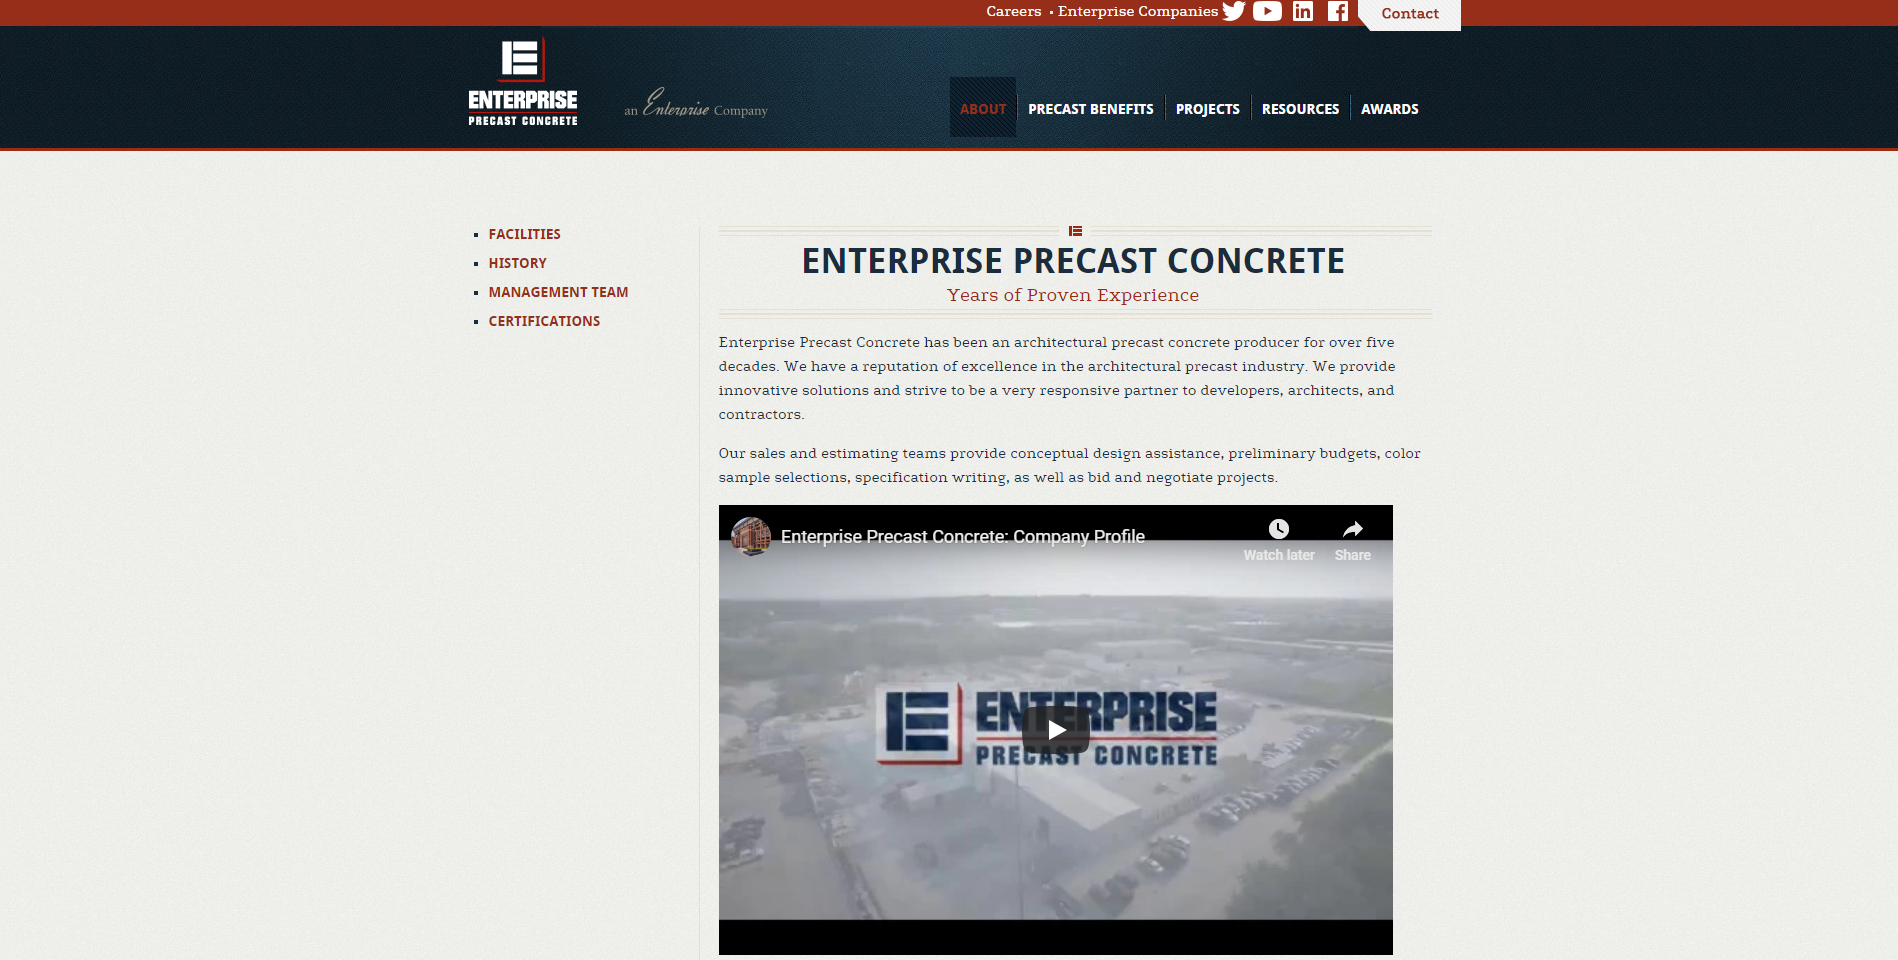 Careers • Enterprise Companies
Contact
ENTERPRISE
PRECAST CONCRETE
an Enterprise Company
ABOUT
PRECAST BENEFITS
PROJECTS
RESOURCES
AWARDS
FACILITIES
HISTORY
MANAGEMENT TEAM
CERTIFICATIONS
ENTERPRISE PRECAST CONCRETE
Years of Proven Experience
Enterprise Precast Concrete has been an architectural precast concrete producer for over five
decades. We have a reputation of excellence in the architectural precast industry. We provide
innovative solutions and strive to be a very responsive partner to developers, architects, and
contractors.
Our sales and estimating teams provide conceptual design assistance, preliminary budgets, color
sample selections, specification writing, as well as bid and negotiate projects.
Enterprise Precast Concrete: Company Profile
Watch later
Share
ENTERPRISE
PRECAST CONCRETE